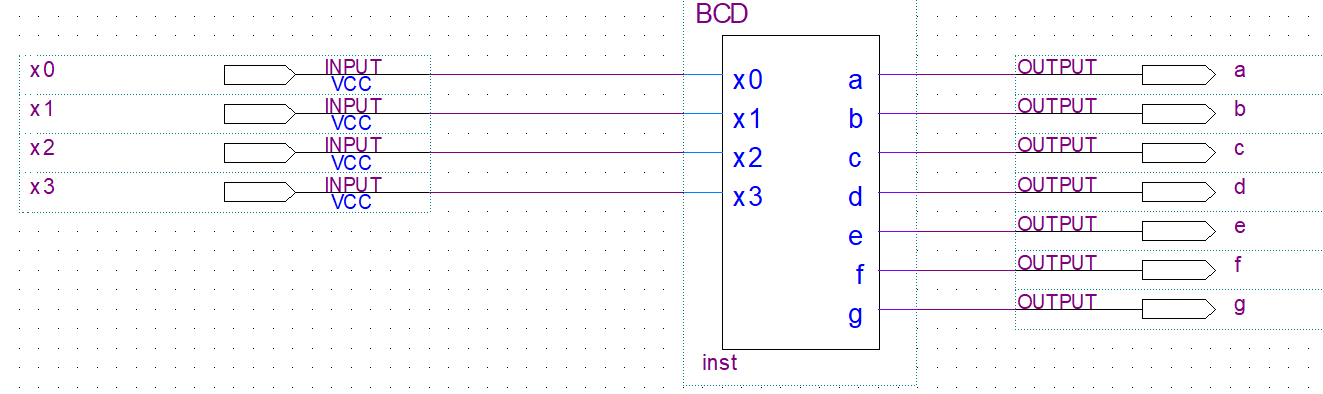 BCD
x0 INPUT VCC x0 a OUTPUT a
x1 INPUT VCC x1 b OUTPUT b
x2 INPUT VCC x2 c OUTPUT c
x3 INPUT VCC x3 d OUTPUT d
e OUTPUT e
f OUTPUT f
g OUTPUT g
inst